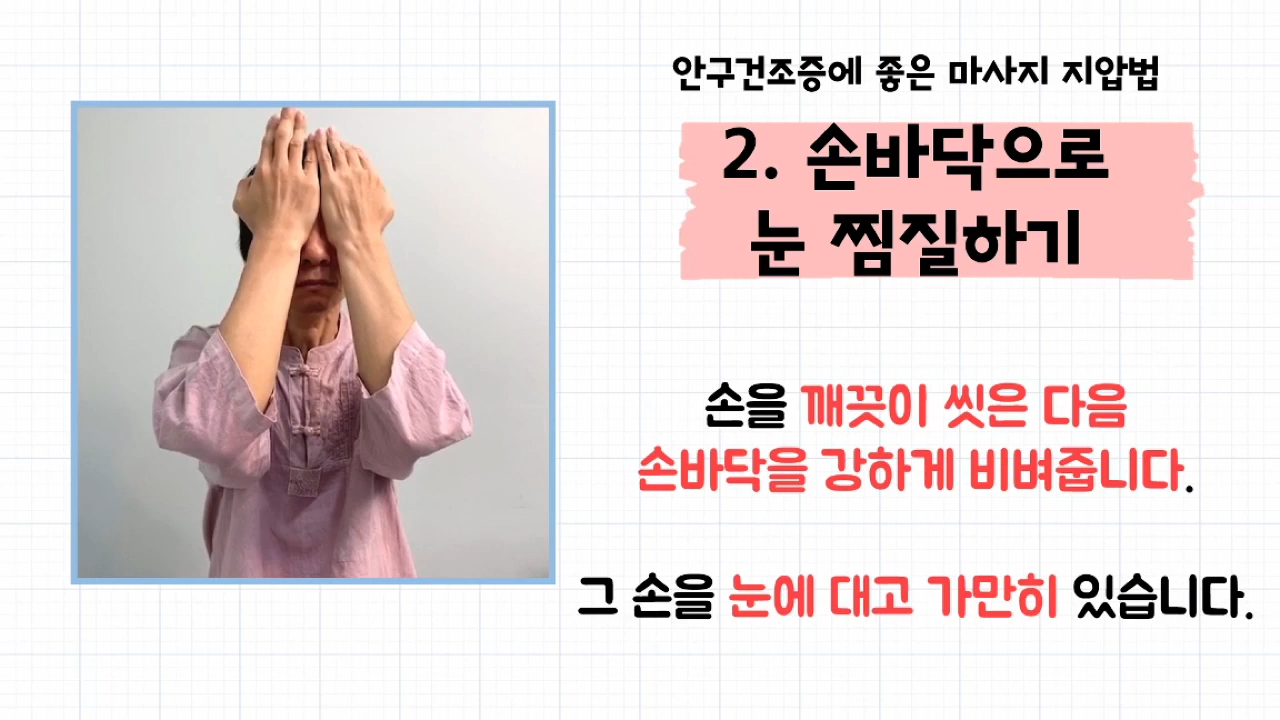 안구건조증에 좋은 마사지 지압법
2. 손바닥으로
눈 찜질하기
손을 깨끗이 씻은 다음
손바닥을 강하게 비벼줍니다.
그 손을 눈에 대고 가만히 있습니다.